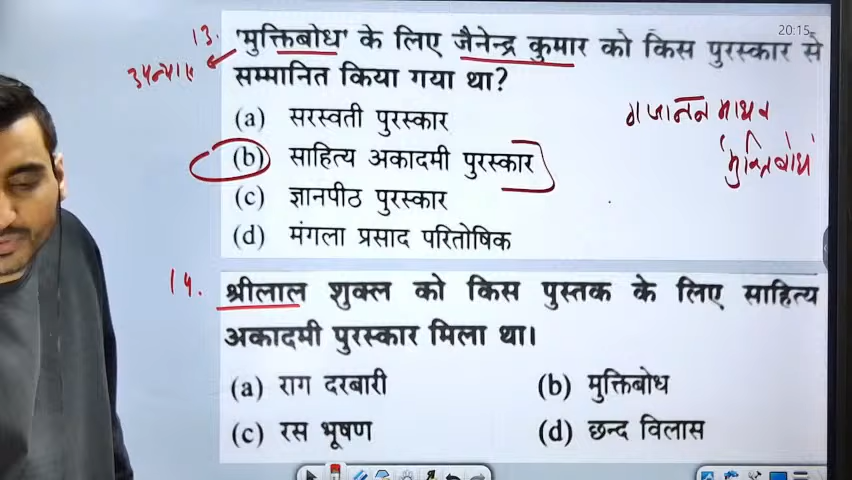 20:15
13. 'मुक्तिबोध' के लिए जैनेन्द्र कुमार को किस पुरस्कार से
उपन्यास
सम्मानित किया गया था?
(a) सरस्वती पुरस्कार
गजानन माधव
(b) साहित्य अकादमी पुरस्कार
'मुक्तिबोध'
(c) ज्ञानपीठ पुरस्कार
(d) मंगला प्रसाद परितोषिक
14. श्रीलाल शुक्ल को किस पुस्तक के लिए साहित्य
अकादमी पुरस्कार मिला था।
(a) राग दरबारी (b) मुक्तिबोध
(c) रस भूषण (d) छन्द विलास